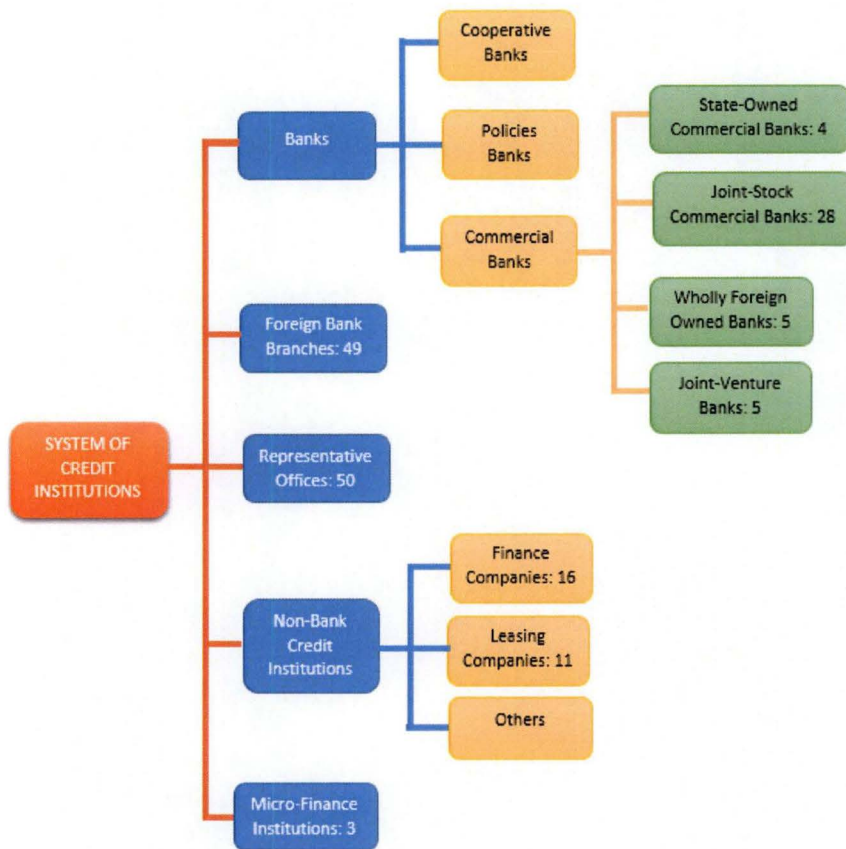 SYSTEM OF
CREDIT
INSTITUTIONS
Banks
Cooperative
Banks
Policies
Banks
Commercial
Banks
State-Owned
Commercial Banks: 4
Joint-Stock
Commercial Banks: 28
Wholly Foreign
Owned Banks: 5
Joint-Venture
Banks: 5
Foreign Bank
Branches: 49
Representative
Offices: 50
Non-Bank
Credit
Institutions
Finance
Companies: 16
Leasing
Companies: 11
Others
Micro-Finance
Institutions: 3